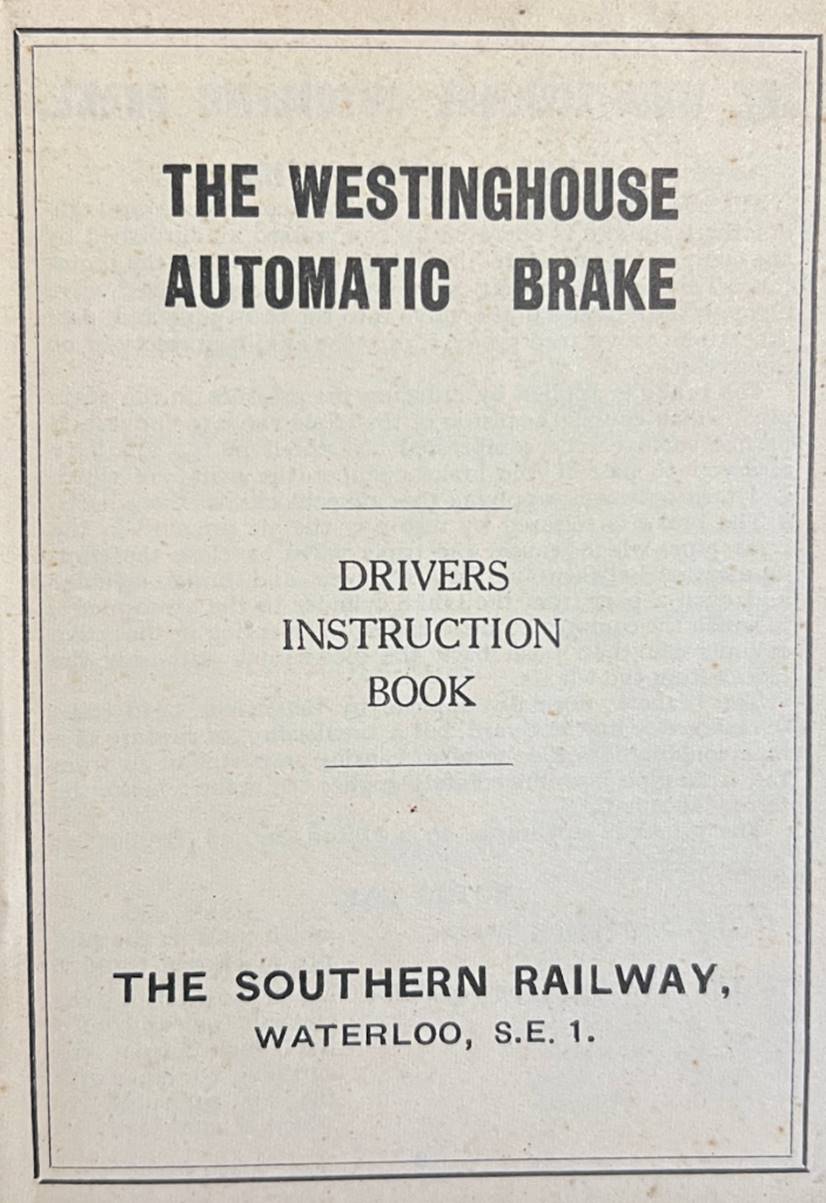 THE WESTINGHOUSE
AUTOMATIC BRAKE
DRIVERS
INSTRUCTION
BOOK
THE SOUTHERN RAILWAY,
WATERLOO, S.E. 1.